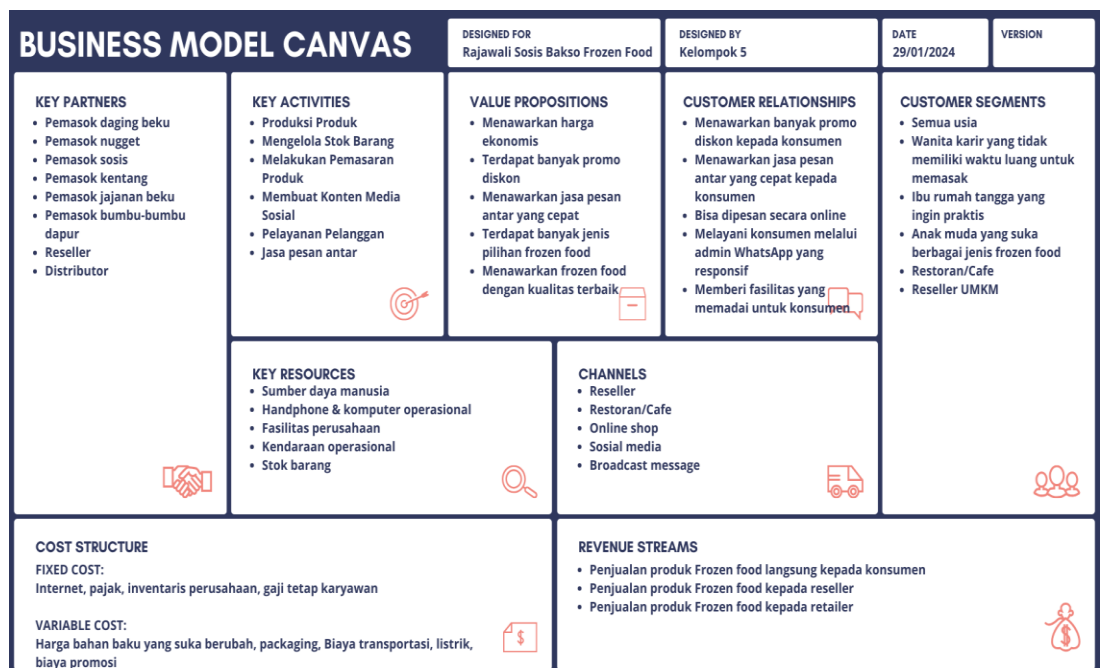 BUSINESS MODEL CANVAS
DESIGNED FOR
Rajawali Sosis Bakso Frozen Food
DESIGNED BY
Kelompok 5
DATE
29/01/2024
VERSION
KEY PARTNERS
• Pemasok daging beku
• Pemasok nugget
• Pemasok sosis
• Pemasok kentang
• Pemasok jajanan beku
• Pemasok bumbu-bumbu
dapur
• Reseller
• Distributor
KEY ACTIVITIES
• Produksi Produk
• Mengelola Stok Barang
• Melakukan Pemasaran
Produk
• Membuat Konten Media
Sosial
• Pelayanan Pelanggan
• Jasa pesan antar
VALUE PROPOSITIONS
• Menawarkan harga
ekonomis
• Terdapat banyak promo
diskon
• Menawarkan jasa pesan
antar yang cepat
• Terdapat banyak jenis
pilihan frozen food
• Menawarkan frozen food
dengan kualitas terbaik
CUSTOMER RELATIONSHIPS
• Menawarkan banyak promo
diskon kepada konsumen
• Menawarkan jasa pesan
antar yang cepat kepada
konsumen
• Bisa dipesan secara online
• Melayani konsumen melalui
admin WhatsApp yang
responsif
• Memberi fasilitas yang
memadai untuk konsumen
CUSTOMER SEGMENTS
• Semua usia
• Wanita karir yang tidak
memiliki waktu luang untuk
memasak
• Ibu rumah tangga yang
ingin praktis
• Anak muda yang suka
berbagai jenis frozen food
• Restoran/Cafe
• Reseller UMKM
KEY RESOURCES
• Sumber daya manusia
• Handphone & komputer operasional
• Fasilitas perusahaan
• Kendaraan operasional
• Stok barang
CHANNELS
• Reseller
• Restoran/Cafe
• Online shop
• Sosial media
• Broadcast message
COST STRUCTURE
FIXED COST:
Internet, pajak, inventaris perusahaan, gaji tetap karyawan
VARIABLE COST:
Harga bahan baku yang suka berubah, packaging, Biaya transportasi, listrik,
biaya promosi
$
REVENUE STREAMS
• Penjualan produk Frozen food langsung kepada konsumen
• Penjualan produk Frozen food kepada reseller
• Penjualan produk Frozen food kepada retailer
$